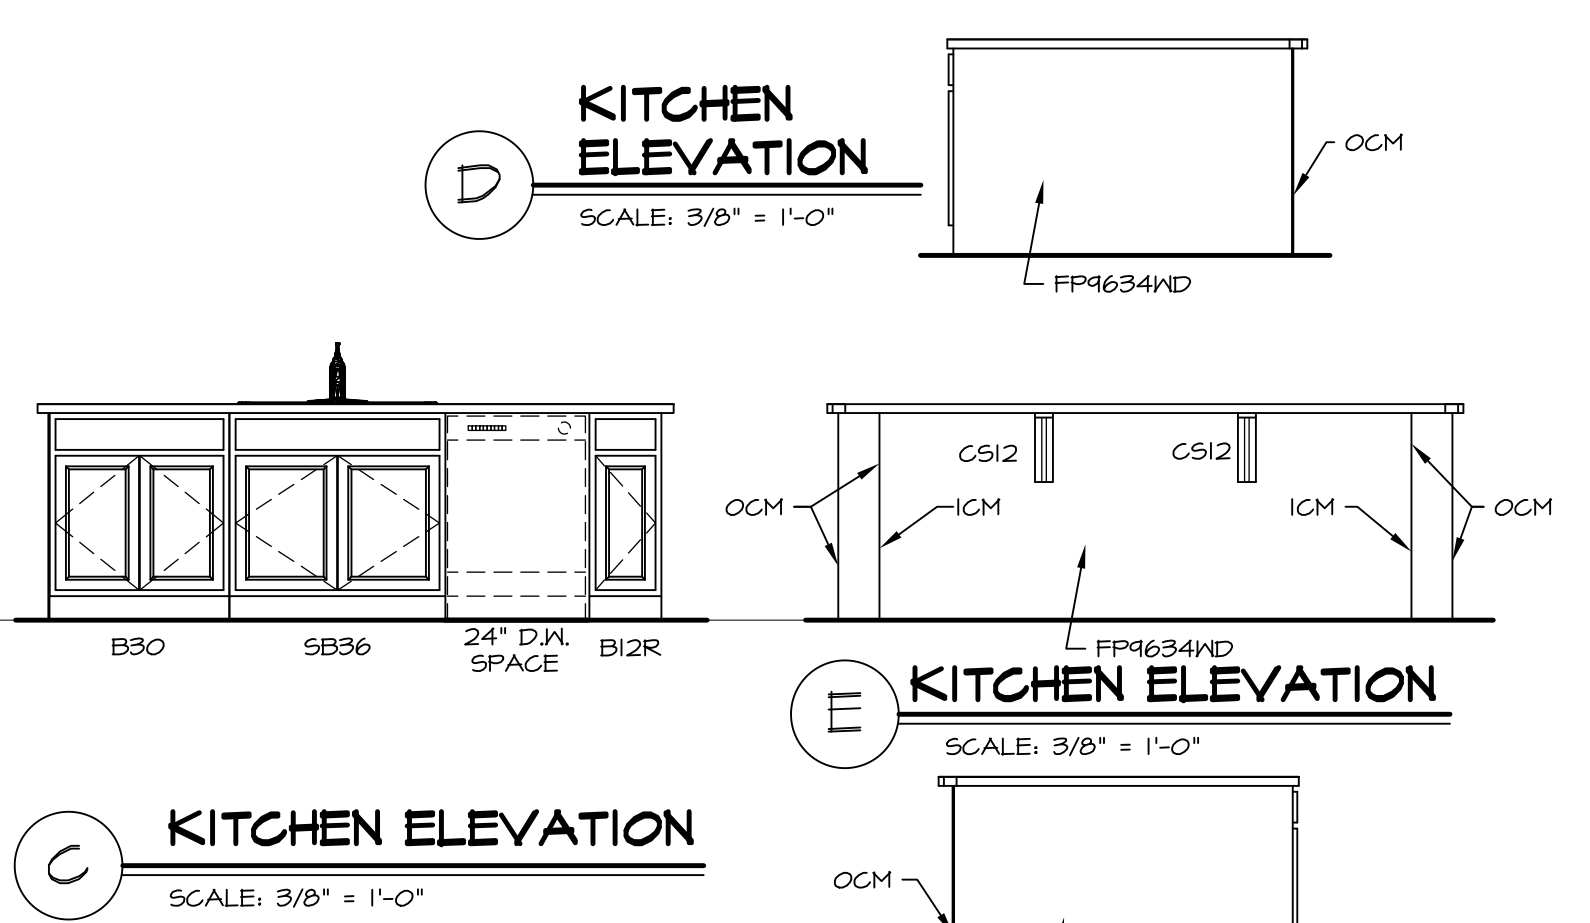 KITCHEN
ELEVATION
D
SCALE: 3/8" = 1'-0"
OCM
FP9634WD
CS12
CS12
OCM
ICM
ICM
OCM
B30
SB36
24" D.W.
SPACE
B12R
FP9634WD
E
KITCHEN ELEVATION
SCALE: 3/8" = 1'-0"
C
KITCHEN ELEVATION
SCALE: 3/8" = 1'-0"
OCM